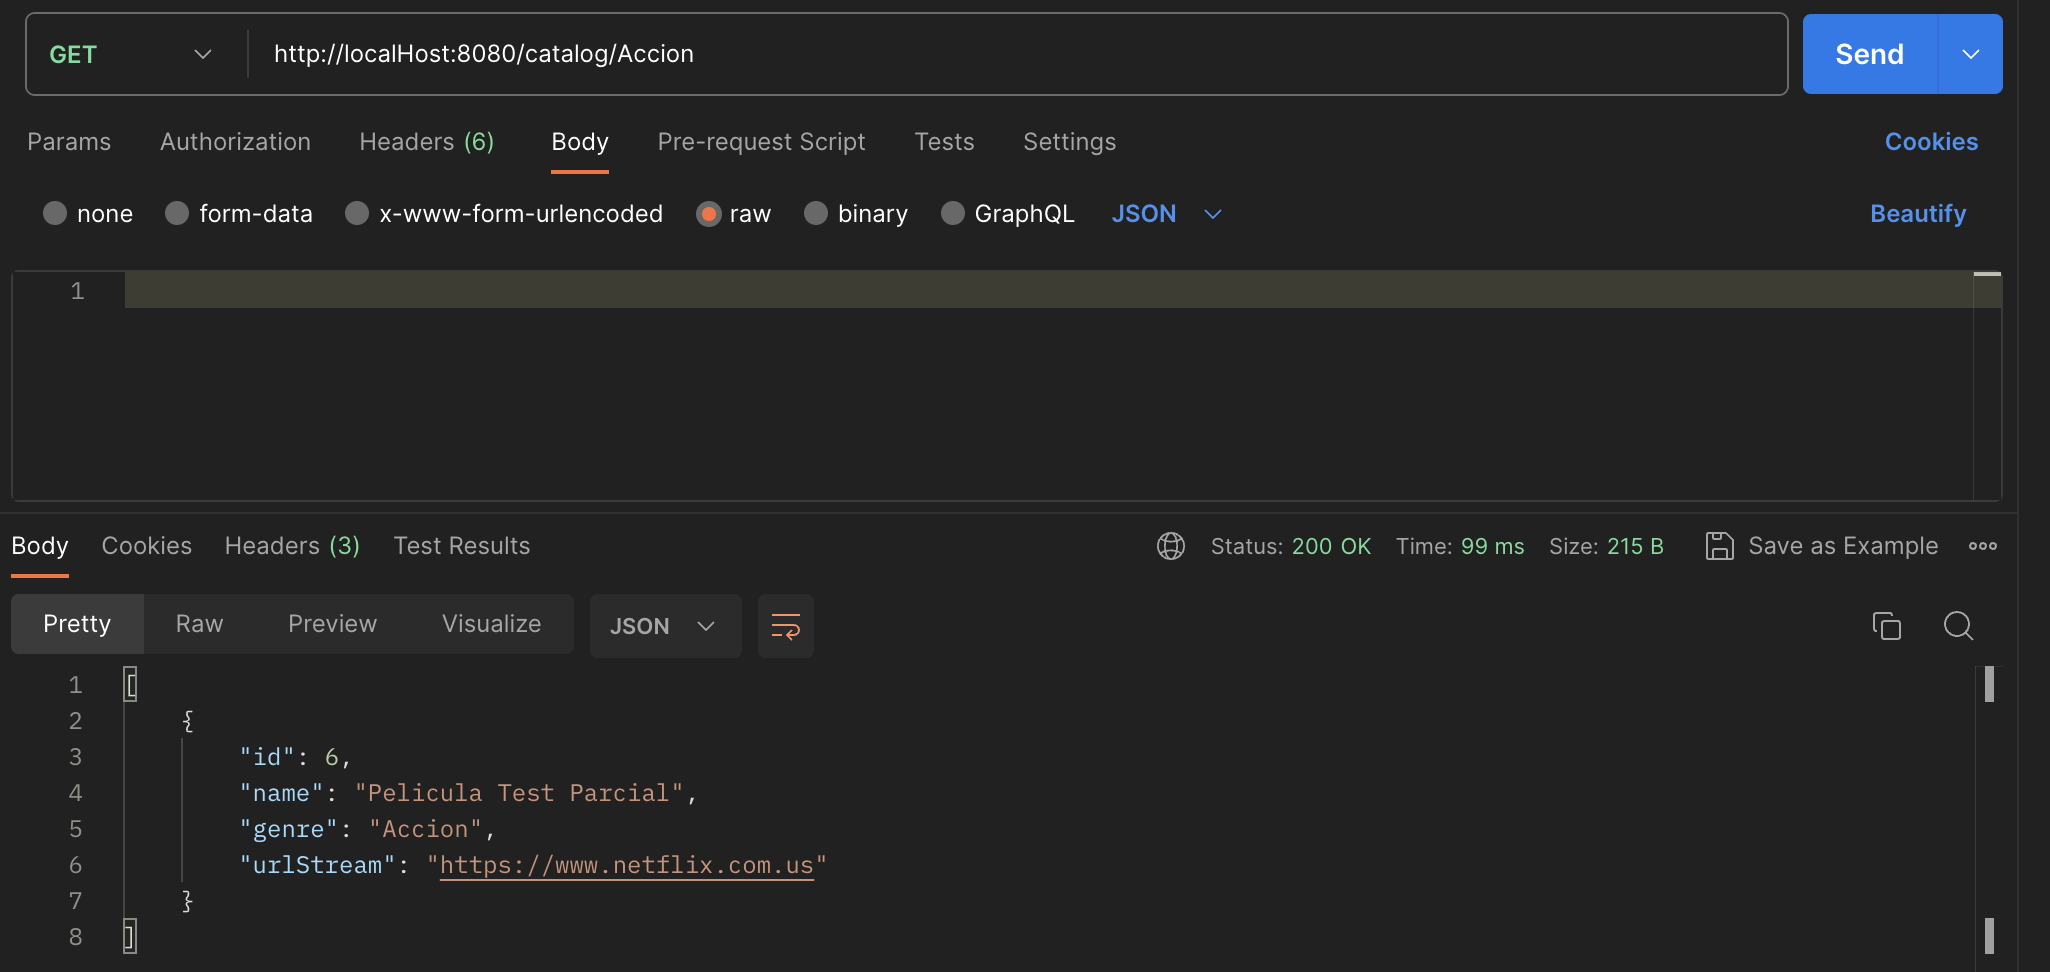 GET http://localHost:8080/catalog/Accion Send
Params Authorization Headers (6) Body Pre-request Script Tests Settings Cookies
none form-data x-www-form-urlencoded raw binary GraphQL JSON Beautify
1
Body Cookies Headers (3) Test Results Status: 200 OK Time: 99 ms Size: 215 B Save as Example
Pretty Raw Preview Visualize JSON
1 [
2 {
3 "id": 6,
4 "name": "Pelicula Test Parcial",
5 "genre": "Accion",
6 "urlStream": "https://www.netflix.com.us"
7 }
8 ]